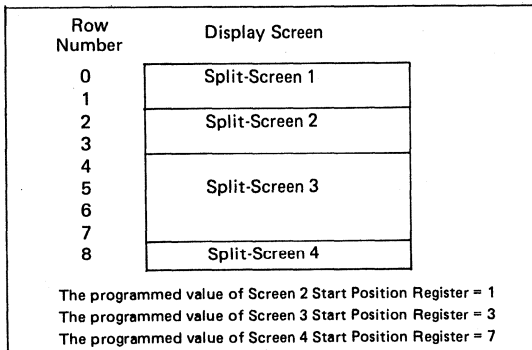 Row
Number
Display Screen
0 Split-Screen 1
1
2 Split-Screen 2
3
4
5 Split-Screen 3
6
7
8 Split-Screen 4
The programmed value of Screen 2 Start Position Register = 1
The programmed value of Screen 3 Start Position Register = 3
The programmed value of Screen 4 Start Position Register = 7